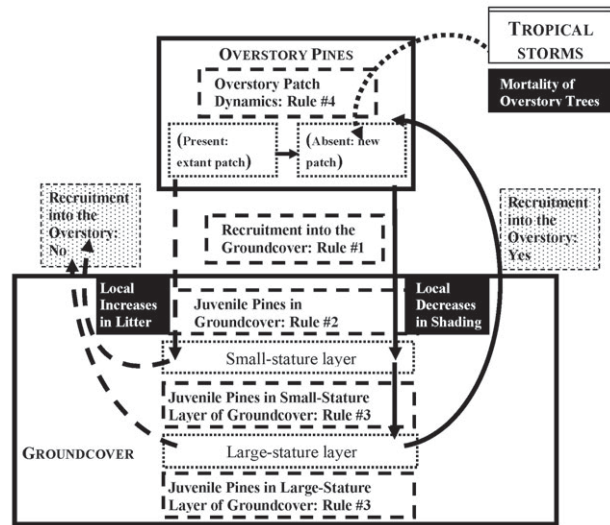 TROPICAL
STORMS
Mortality of
Overstory Trees
OVERSTORY PINES
Overstory Patch
Dynamics: Rule #4
(Present:
extant patch)
(Absent: new
patch)
Recruitment
into the
Overstory:
No
Recruitment into the
Groundcover: Rule #1
Recruitment
into the
Overstory:
Yes
Local
Increases
in Litter
Juvenile Pines in
Groundcover: Rule #2
Local
Decreases
in Shading
Small-stature layer
Juvenile Pines in Small-Stature
Layer of Groundcover: Rule #3
GROUNDCOVER
Large-stature layer
Juvenile Pines in Large-Stature
Layer of Groundcover: Rule #3